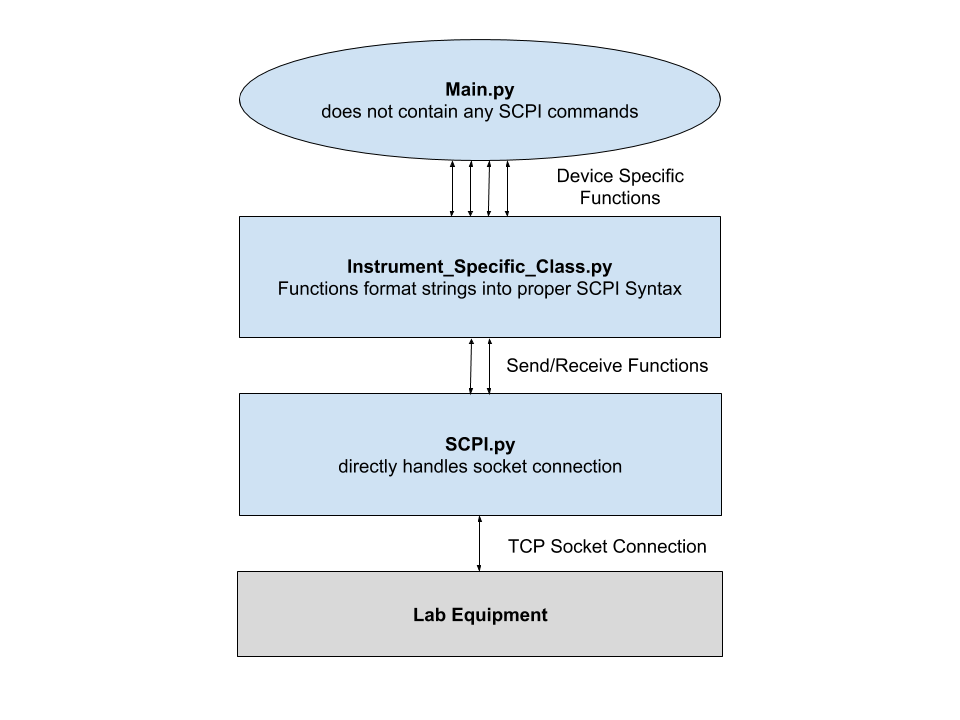 Main.py
does not contain any SCPI commands
Device Specific
Functions
Instrument_Specific_Class.py
Functions format strings into proper SCPI Syntax
Send/Receive Functions
SCPI.py
directly handles socket connection
TCP Socket Connection
Lab Equipment